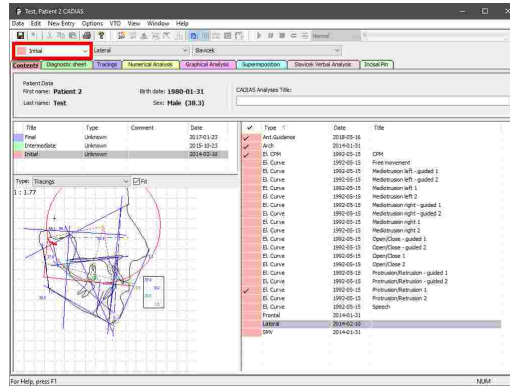 Test, Patient 2 CADIAS
Data Edit New Entry Options VTO View Window Help
Normal
Initial Lateral Slavicek
Contents Diagnostic sheet Tracings Numerical Analysis Graphical Analysis Superimposition Slavicek Verbal Analysis Incisal Pin
Patient Data
First name: Patient 2 Birth date: 1980-01-31
Last name: Test Sex: Male (38.3)
CADIAS Analyses Title:
Title Type Comment Date
Final Unknown 2017-01-23
Intermediate Unknown 2015-10-23
Initial Unknown 2014-02-10
Type: Tracings Fit
1 : 1.77
Type Date Title
Ant.Guidance 2018-05-16
Arch 2014-01-31
El. CPM 1992-05-15 CPM
El. Curve 1992-05-15 Free movement
El. Curve 1992-05-15 Mediotrusion left - guided 1
El. Curve 1992-05-15 Mediotrusion left - guided 2
El. Curve 1992-05-15 Mediotrusion left 1
El. Curve 1992-05-15 Mediotrusion left 2
El. Curve 1992-05-15 Mediotrusion right - guided 1
El. Curve 1992-05-15 Mediotrusion right - guided 2
El. Curve 1992-05-15 Mediotrusion right 1
El. Curve 1992-05-15 Mediotrusion right 2
El. Curve 1992-05-15 Open/Close - guided 1
El. Curve 1992-05-15 Open/Close - guided 2
El. Curve 1992-05-15 Open/Close 1
El. Curve 1992-05-15 Open/Close 2
El. Curve 1992-05-15 Protrusion/Retrusion - guided 1
El. Curve 1992-05-15 Protrusion/Retrusion - guided 2
El. Curve 1992-05-15 Protrusion/Retrusion 1
El. Curve 1992-05-15 Protrusion/Retrusion 2
El. Curve 1992-05-15 Speech
Frontal 2014-01-31
Lateral 2014-02-10
SMV 2014-01-31
For Help, press F1
NUM